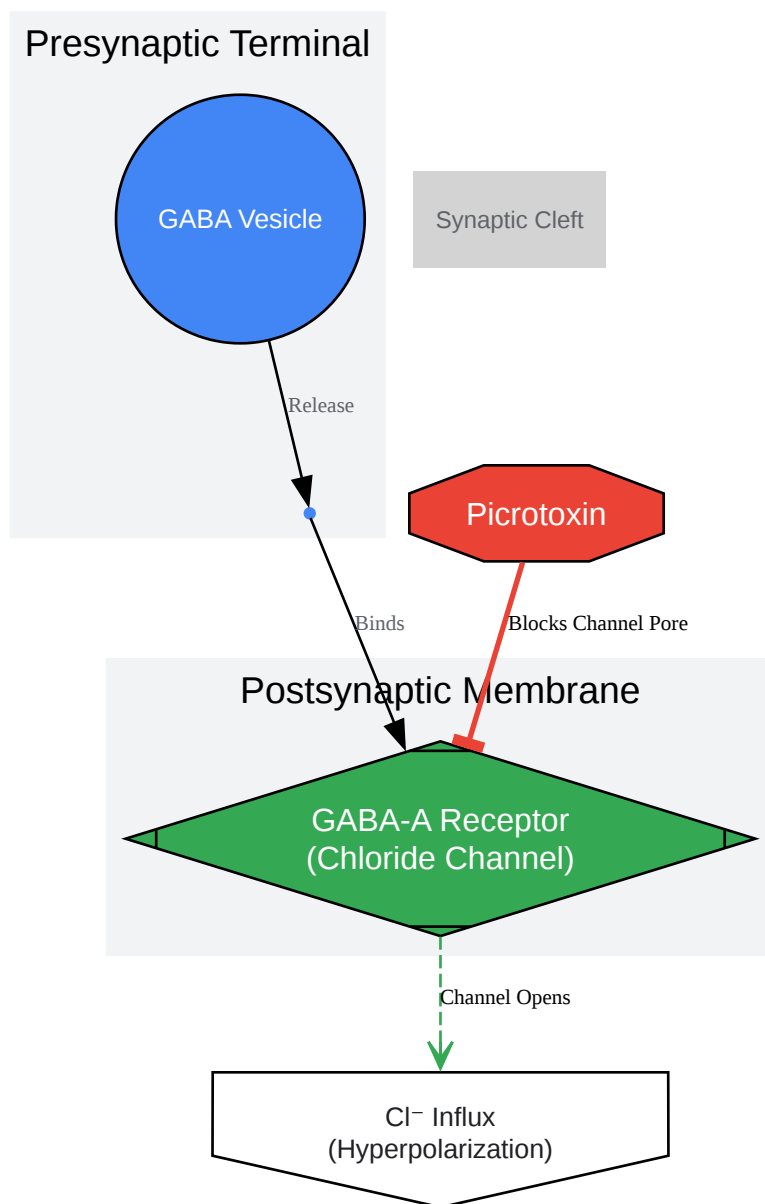 Presynaptic Terminal
GABA Vesicle
Synaptic Cleft
Release
Picrotoxin
Binds
Blocks Channel Pore
Postsynaptic Membrane
GABA-A Receptor
(Chloride Channel)
Channel Opens
Cl⁻ Influx
(Hyperpolarization)